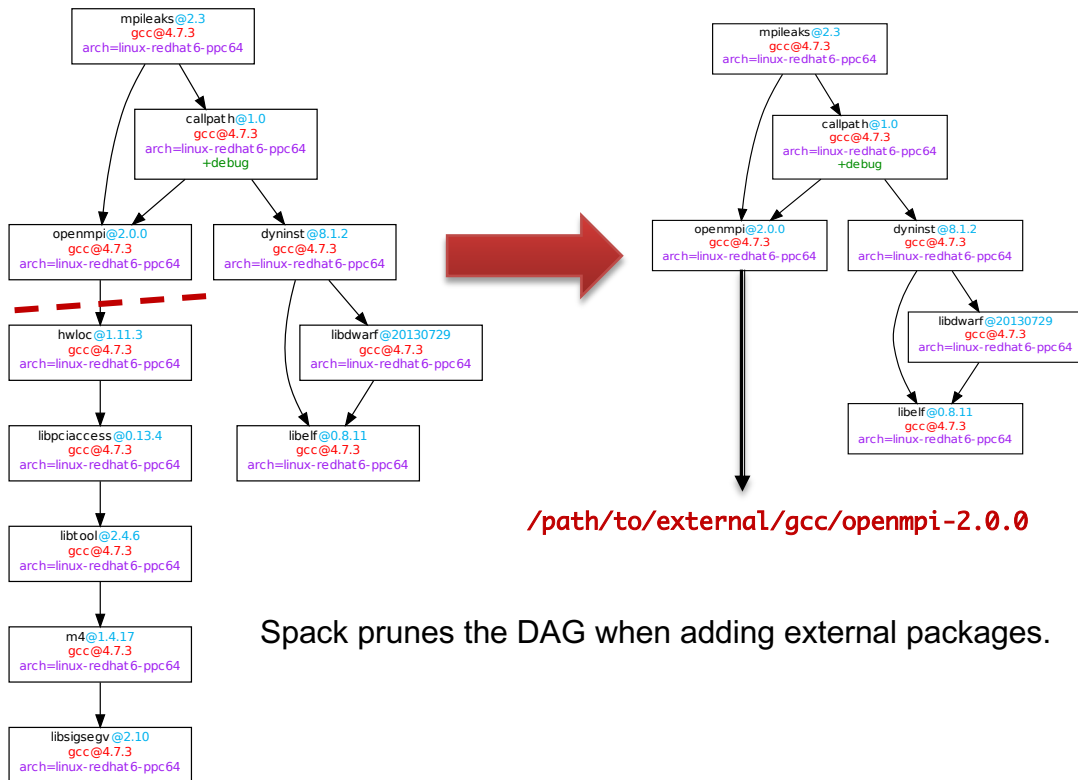 mpileaks@2.3
gcc@4.7.3
arch=linux-redhat6-ppc64
callpath@1.0
gcc@4.7.3
arch=linux-redhat6-ppc64
+debug
openmpi@2.0.0
gcc@4.7.3
arch=linux-redhat6-ppc64
dyninst@8.1.2
gcc@4.7.3
arch=linux-redhat6-ppc64
hwloc@1.11.3
gcc@4.7.3
arch=linux-redhat6-ppc64
libdwarf@20130729
gcc@4.7.3
arch=linux-redhat6-ppc64
libpciaccess@0.13.4
gcc@4.7.3
arch=linux-redhat6-ppc64
libelf@0.8.11
gcc@4.7.3
arch=linux-redhat6-ppc64
libtool@2.4.6
gcc@4.7.3
arch=linux-redhat6-ppc64
m4@1.4.17
gcc@4.7.3
arch=linux-redhat6-ppc64
libsigsegv@2.10
gcc@4.7.3
arch=linux-redhat6-ppc64
mpileaks@2.3
gcc@4.7.3
arch=linux-redhat6-ppc64
callpath@1.0
gcc@4.7.3
arch=linux-redhat6-ppc64
+debug
openmpi@2.0.0
gcc@4.7.3
arch=linux-redhat6-ppc64
dyninst@8.1.2
gcc@4.7.3
arch=linux-redhat6-ppc64
libdwarf@20130729
gcc@4.7.3
arch=linux-redhat6-ppc64
libelf@0.8.11
gcc@4.7.3
arch=linux-redhat6-ppc64
/path/to/external/gcc/openmpi-2.0.0
Spack prunes the DAG when adding external packages.